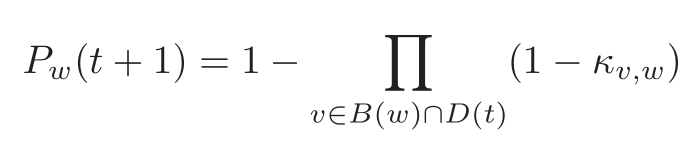 P_w(t + 1) = 1 − ∏_{v∈B(w)∩D(t)} (1 − κ_{v,w})